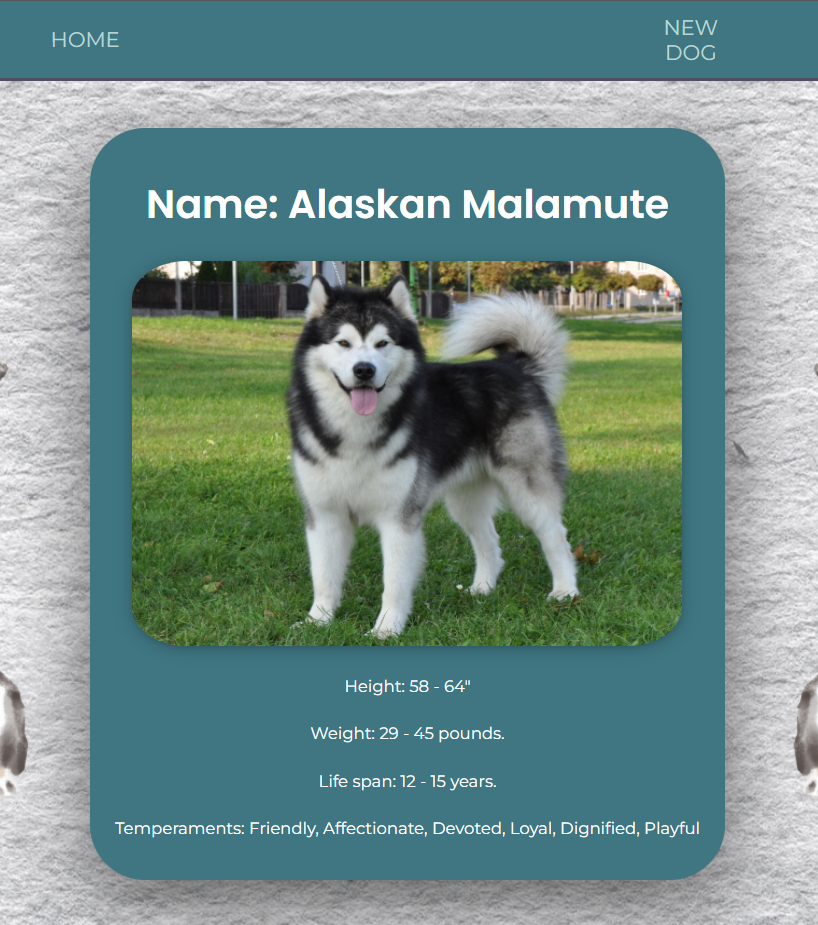 HOME
NEW
DOG
Name: Alaskan Malamute
Height: 58 - 64"
Weight: 29 - 45 pounds.
Life span: 12 - 15 years.
Temperaments: Friendly, Affectionate, Devoted, Loyal, Dignified, Playful